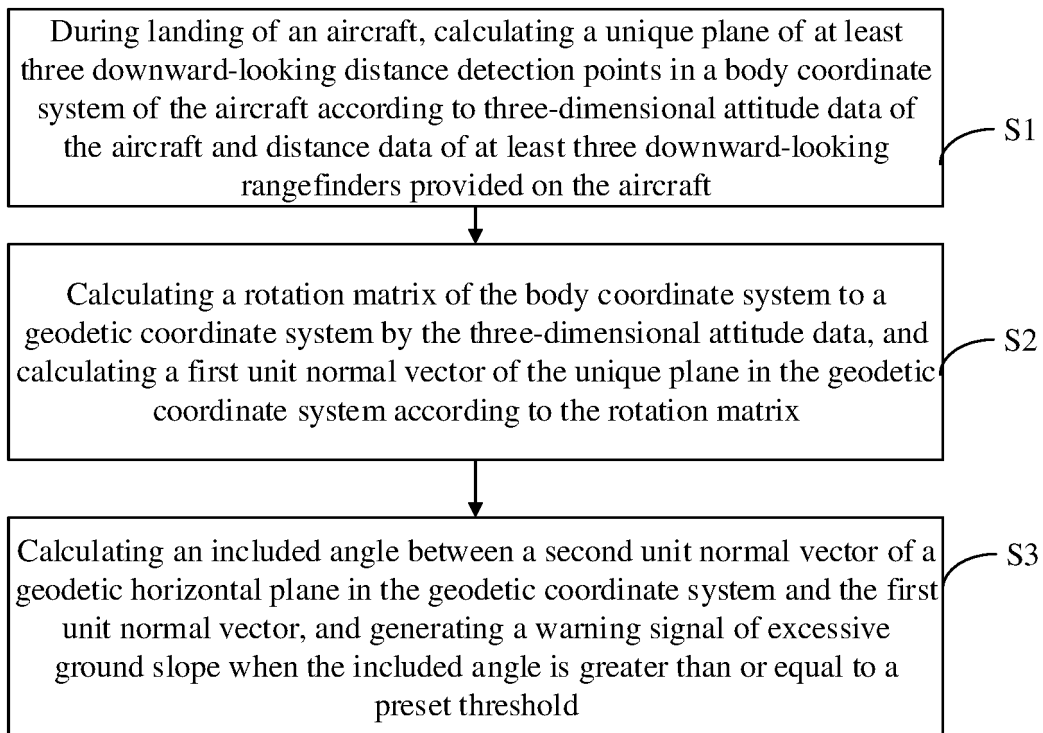 During landing of an aircraft, calculating a unique plane of at least
three downward-looking distance detection points in a body coordinate
system of the aircraft according to three-dimensional attitude data of
the aircraft and distance data of at least three downward-looking
rangefinders provided on the aircraft
S1
Calculating a rotation matrix of the body coordinate system to a
geodetic coordinate system by the three-dimensional attitude data, and
calculating a first unit normal vector of the unique plane in the geodetic
coordinate system according to the rotation matrix
S2
Calculating an included angle between a second unit normal vector of a
geodetic horizontal plane in the geodetic coordinate system and the first
unit normal vector, and generating a warning signal of excessive
ground slope when the included angle is greater than or equal to a
preset threshold
S3